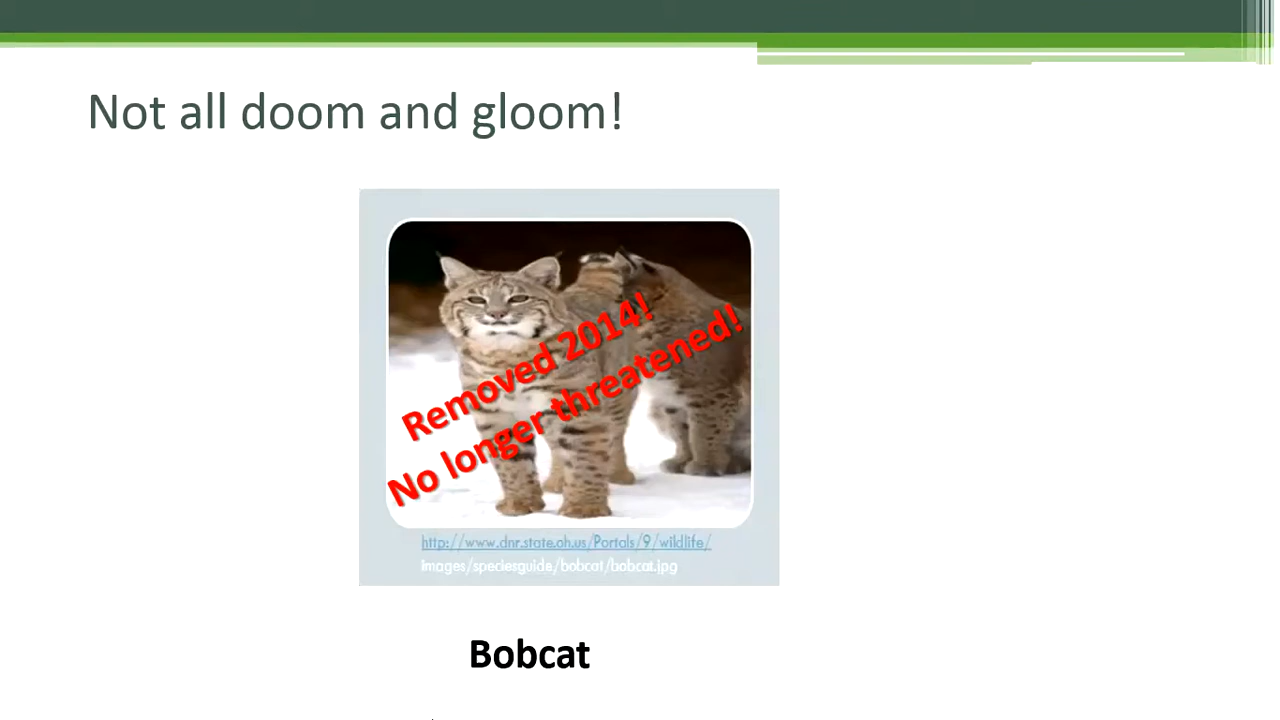 Not all doom and gloom!
Removed 2014!
No longer threatened!
http://www.dnr.state.oh.us/Portals/9/wildlife/
images/speciesguide/bobcat/bobcat.jpg
Bobcat